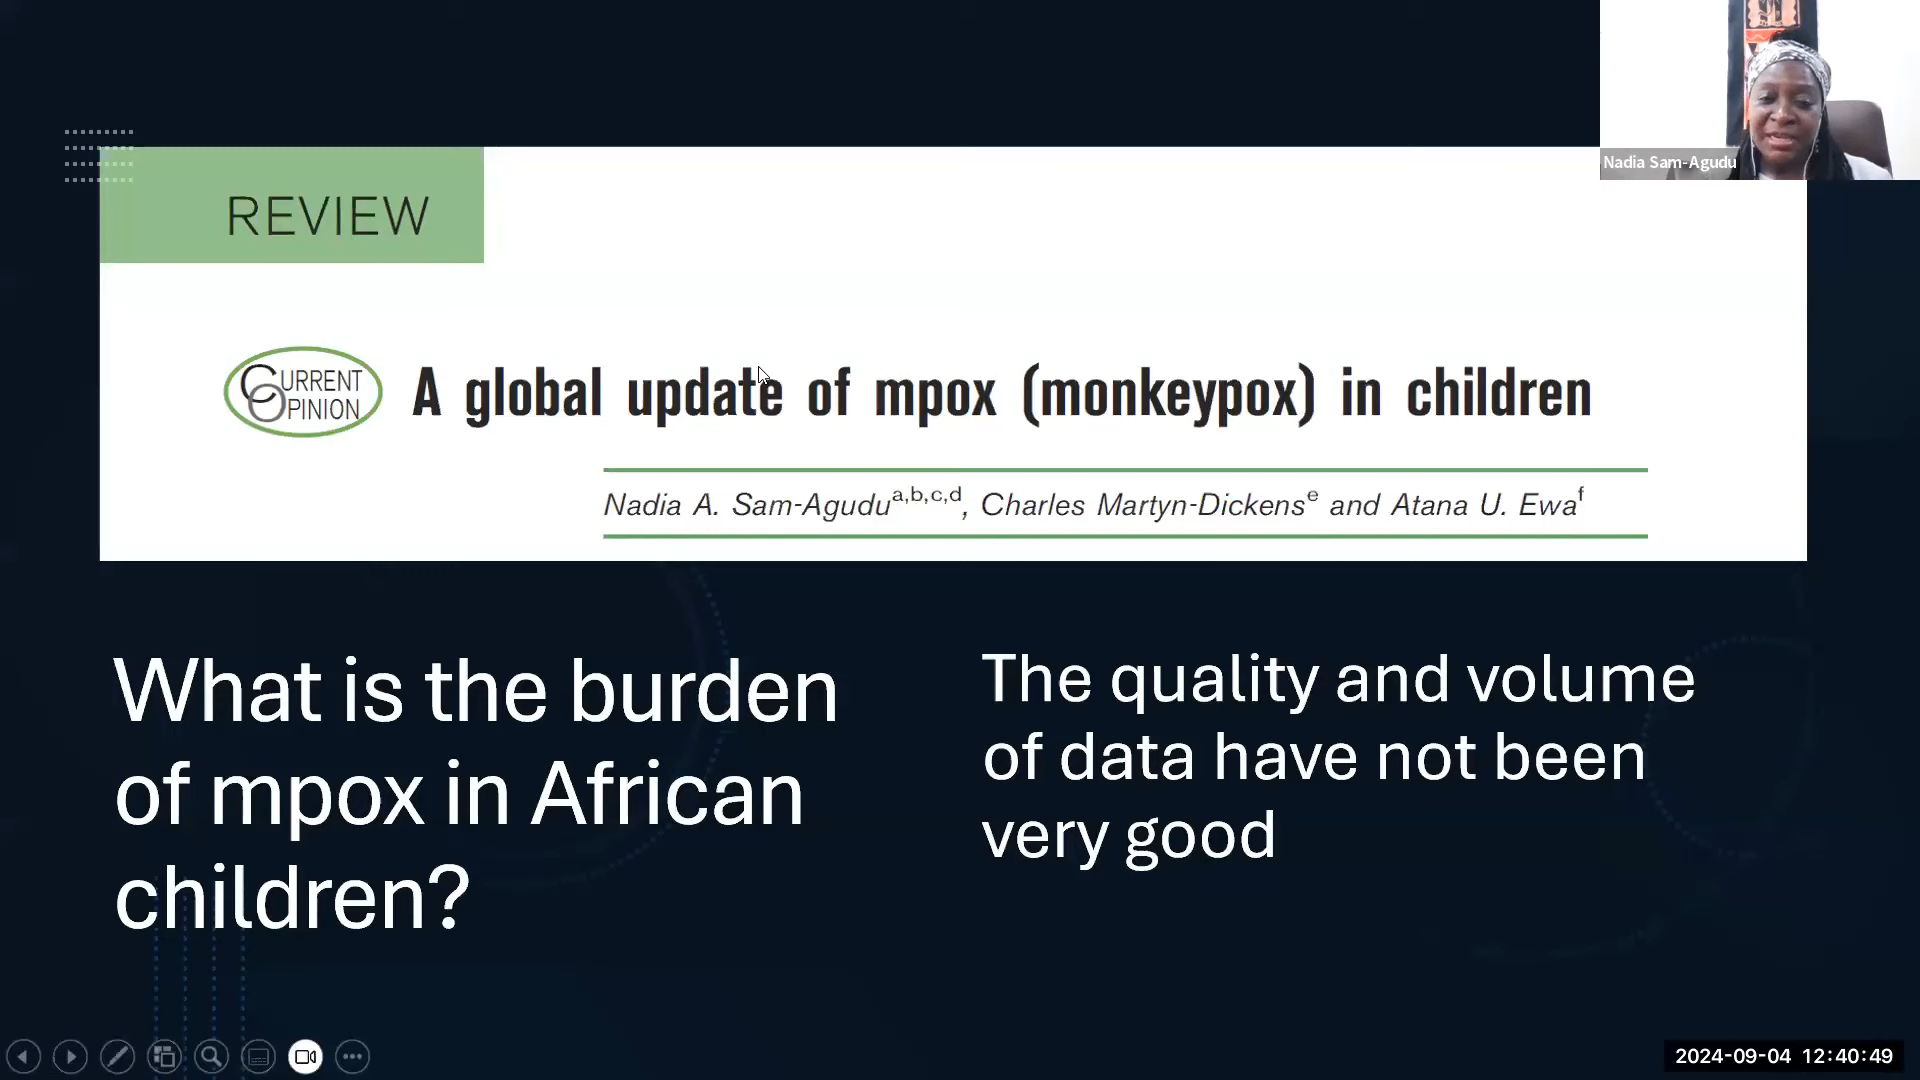 Nadia Sam-Agudu
REVIEW
CURRENT
OPINION
A global update of mpox (monkeypox) in children
Nadia A. Sam-Agudu^a,b,c,d, Charles Martyn-Dickens^e and Atana U. Ewa^f
What is the burden
of mpox in African
children?
The quality and volume
of data have not been
very good
2024-09-04 12:40:49